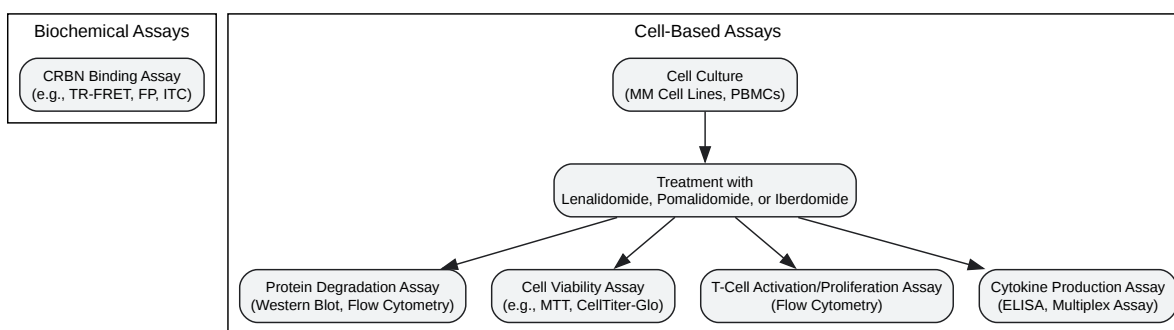 Biochemical Assays
CRBN Binding Assay
(e.g., TR-FRET, FP, ITC)
Cell-Based Assays
Cell Culture
(MM Cell Lines, PBMCs)
Treatment with
Lenalidomide, Pomalidomide, or Iberdomide
Protein Degradation Assay
(Western Blot, Flow Cytometry)
Cell Viability Assay
(e.g., MTT, CellTiter-Glo)
T-Cell Activation/Proliferation Assay
(Flow Cytometry)
Cytokine Production Assay
(ELISA, Multiplex Assay)